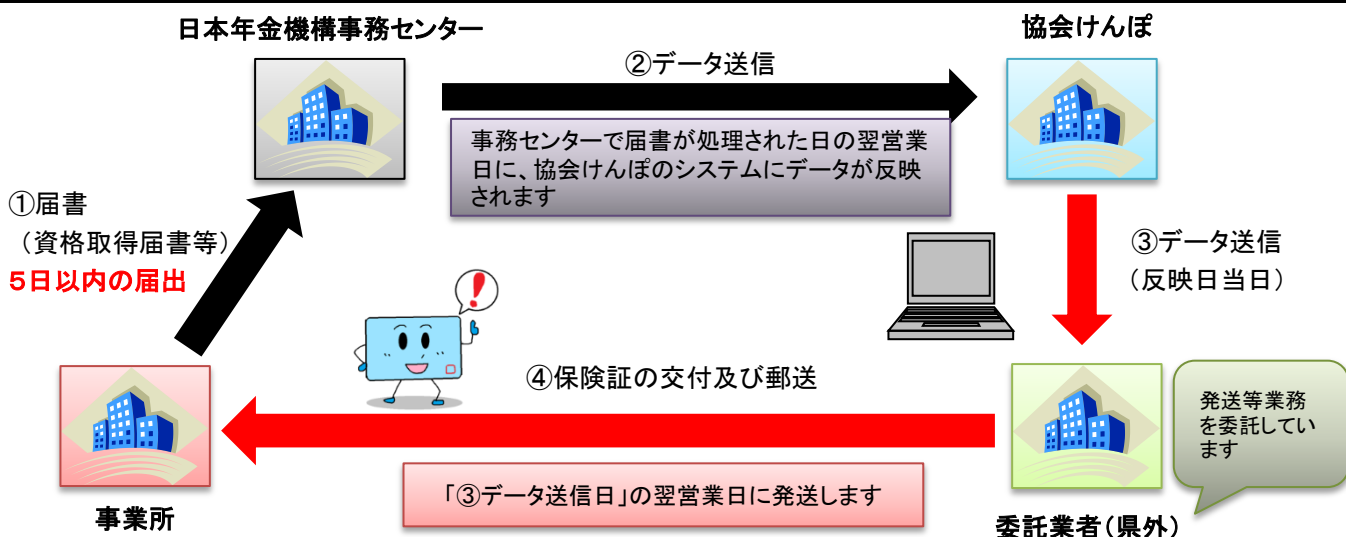 日本年金機構事務センター
協会けんぽ
②データ送信
事務センターで届書が処理された日の翌営業
日に、協会けんぽのシステムにデータが反映
されます
①届書
（資格取得届書等）
５日以内の届出
③データ送信
（反映日当日）
④保険証の交付及び郵送
発送等業務
を委託してい
ます
「③データ送信日」の翌営業日に発送します
事業所
委託業者（県外）